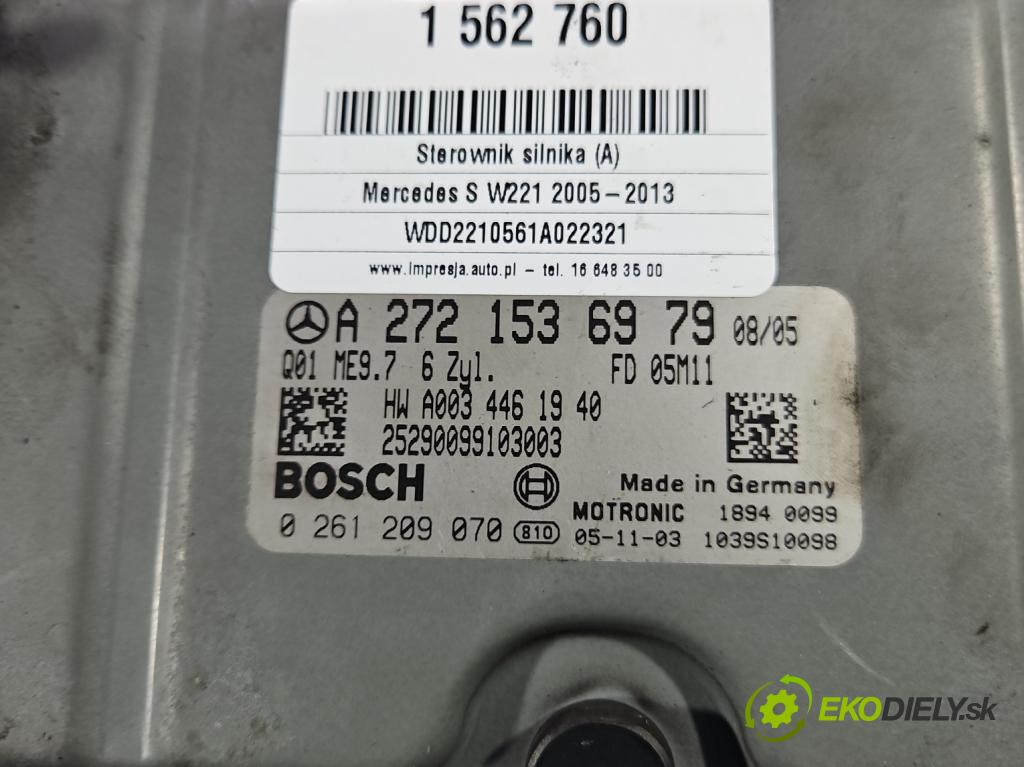 1 562 760
Sterownik silnika (A)
Mercedes S W221 2005-2013
WDD2210561A022321
www.impresja.auto.pl - tel. 16 648 35 00
A 272 153 69 79 08/05
Q01 ME9.7 6 Zyl. FD 05M11
HW A003 446 19 40
25290099103003
BOSCH Made in Germany
MOTRONIC 1894 0099
0 261 209 070 810 05-11-03 1039S10098
EKODIELY.sk